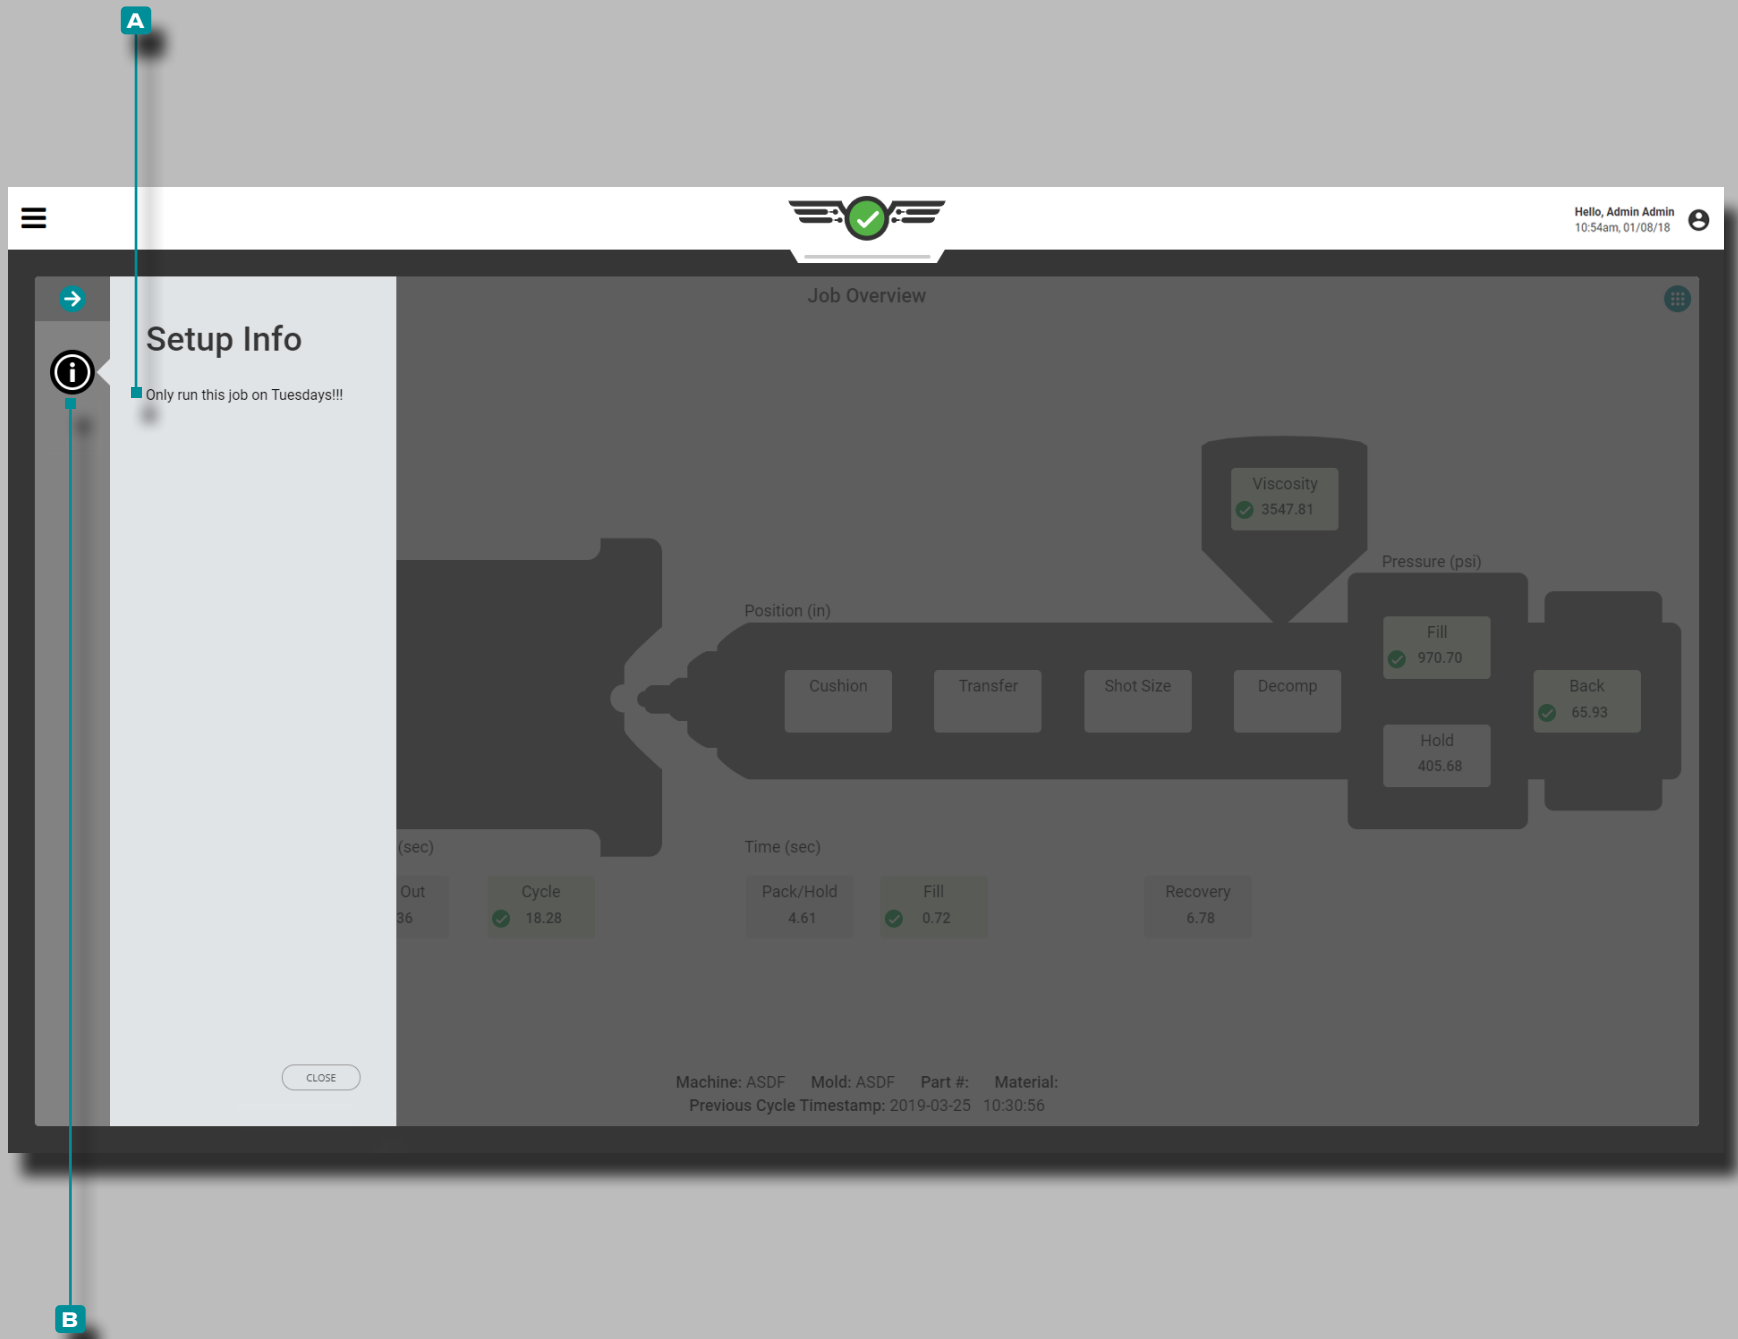 A
Hello, Admin Admin
10:54am, 01/08/18
Job Overview
Setup Info
Only run this job on Tuesdays!!!
Viscosity
3547.81
Pressure (psi)
Position (in)
Fill
970.70
Cushion
Transfer
Shot Size
Decomp
Back
65.93
Hold
405.68
(sec)
Time (sec)
Out
36
Cycle
18.28
Pack/Hold
4.61
Fill
0.72
Recovery
6.78
CLOSE
Machine: ASDF Mold: ASDF Part #: Material:
Previous Cycle Timestamp: 2019-03-25 10:30:56
B